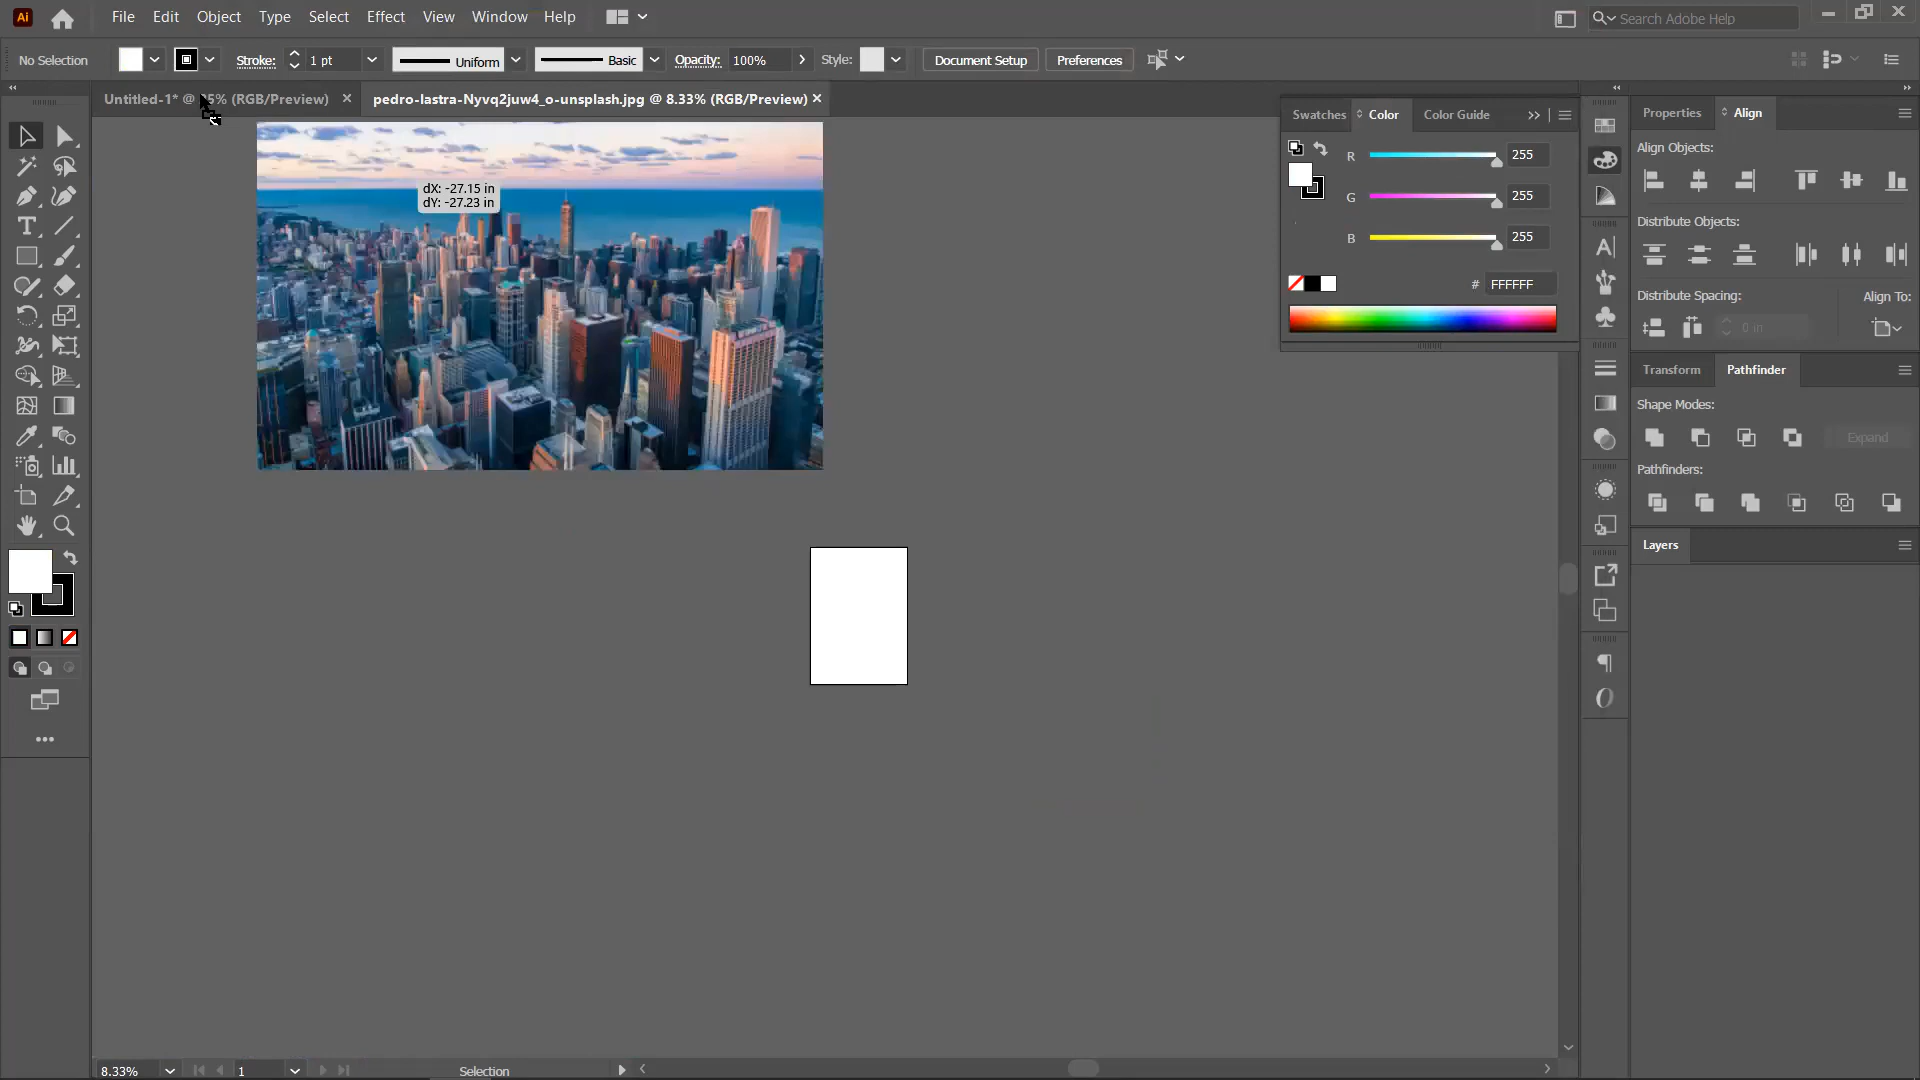 Ai
File Edit Object Type Select Effect View Window Help
Search Adobe Help
No Selection
Stroke: 1 pt Uniform Basic Opacity: 100% Style: Document Setup Preferences
Untitled-1* @ 5% (RGB/Preview) pedro-lastra-Nyvq2juw4_o-unsplash.jpg @ 8.33% (RGB/Preview)
Swatches Color Color Guide
R 255
G 255
B 255
# FFFFFF
Properties Align
Align Objects:
Distribute Objects:
Distribute Spacing: Align To:
0 in
Transform Pathfinder
Shape Modes:
Expand
Pathfinders:
Layers
dX: -27.15 in
dY: -27.23 in
8.33% 1 Selection